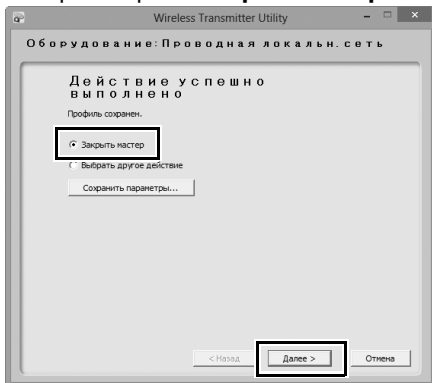 Wireless Transmitter Utility
Оборудование:Проводная локальн.сеть
Действие успешно
выполнено
Профиль сохранен.
Закрыть мастер
Выбрать другое действие
Сохранить параметры...
< Назад
Далее >
Отмена